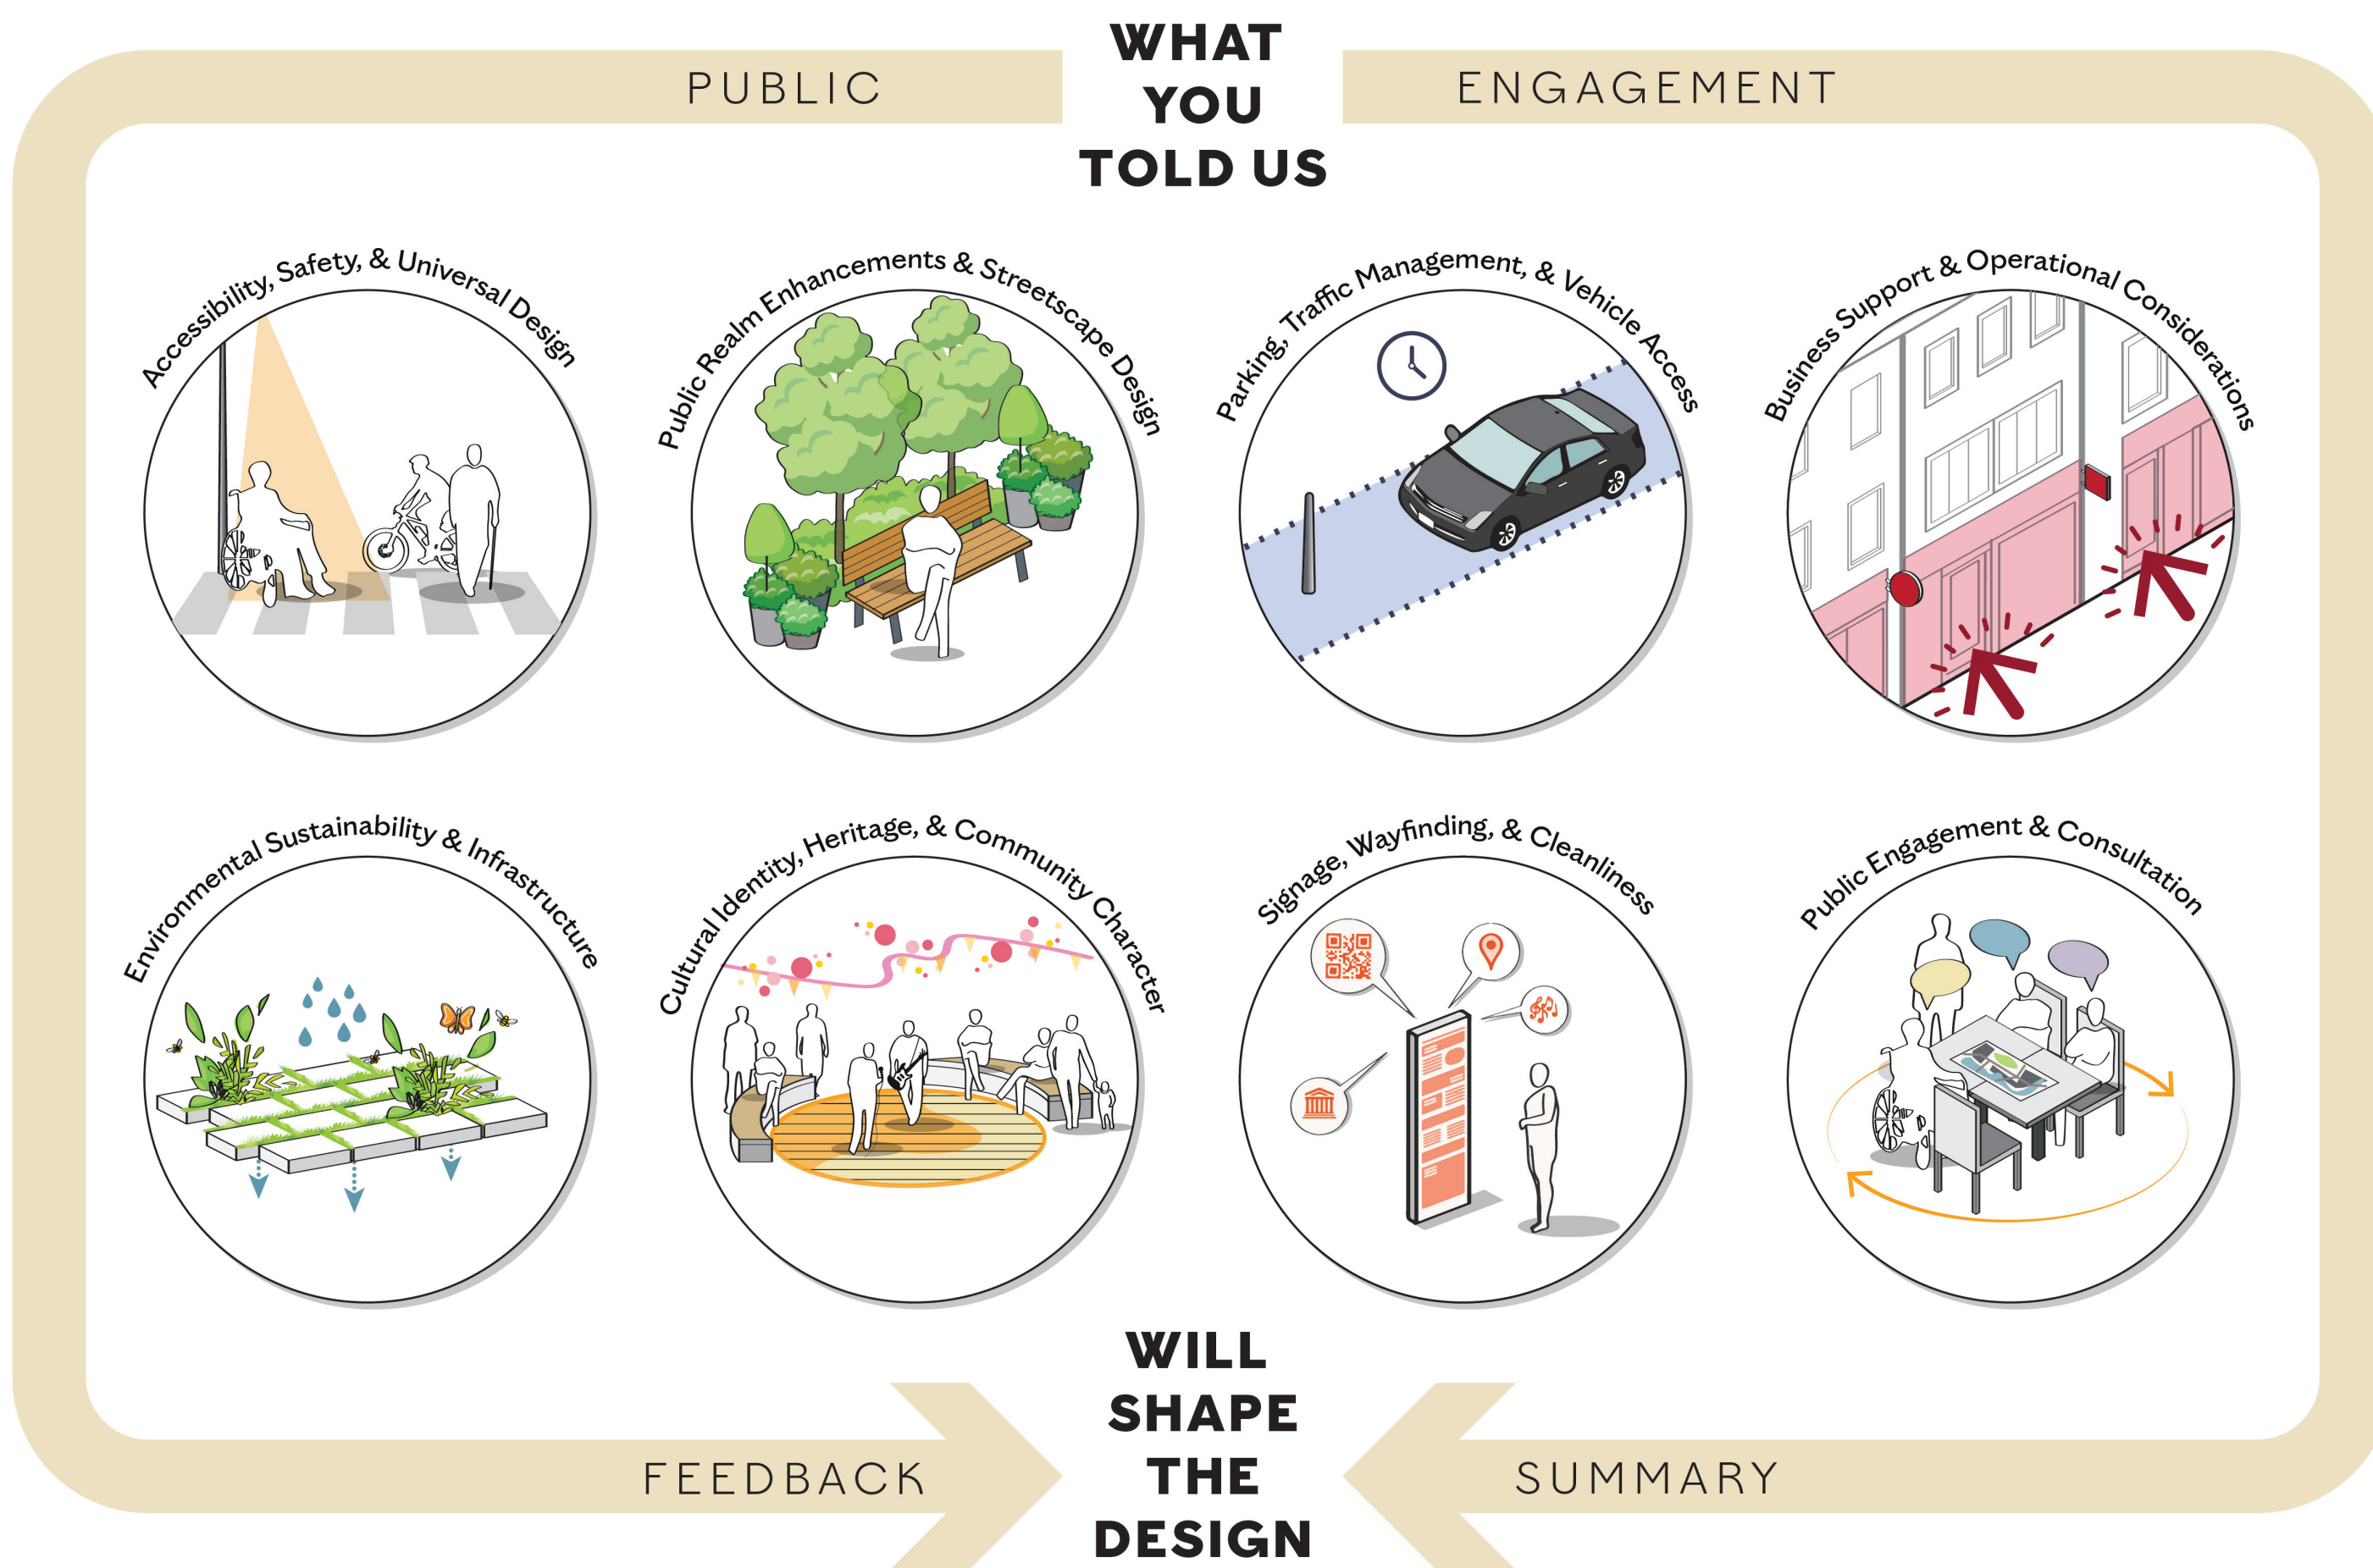 WHAT
YOU
TOLD US
PUBLIC
ENGAGEMENT
Accessibility, Safety, & Universal Design
Public Realm Enhancements & Streetscape Design
Parking, Traffic Management, & Vehicle Access
Business Support & Operational Considerations
Environmental Sustainability & Infrastructure
Cultural Identity, Heritage, & Community Character
Signage, Wayfinding, & Cleanliness
Public Engagement & Consultation
WILL
SHAPE
THE
DESIGN
FEEDBACK
SUMMARY